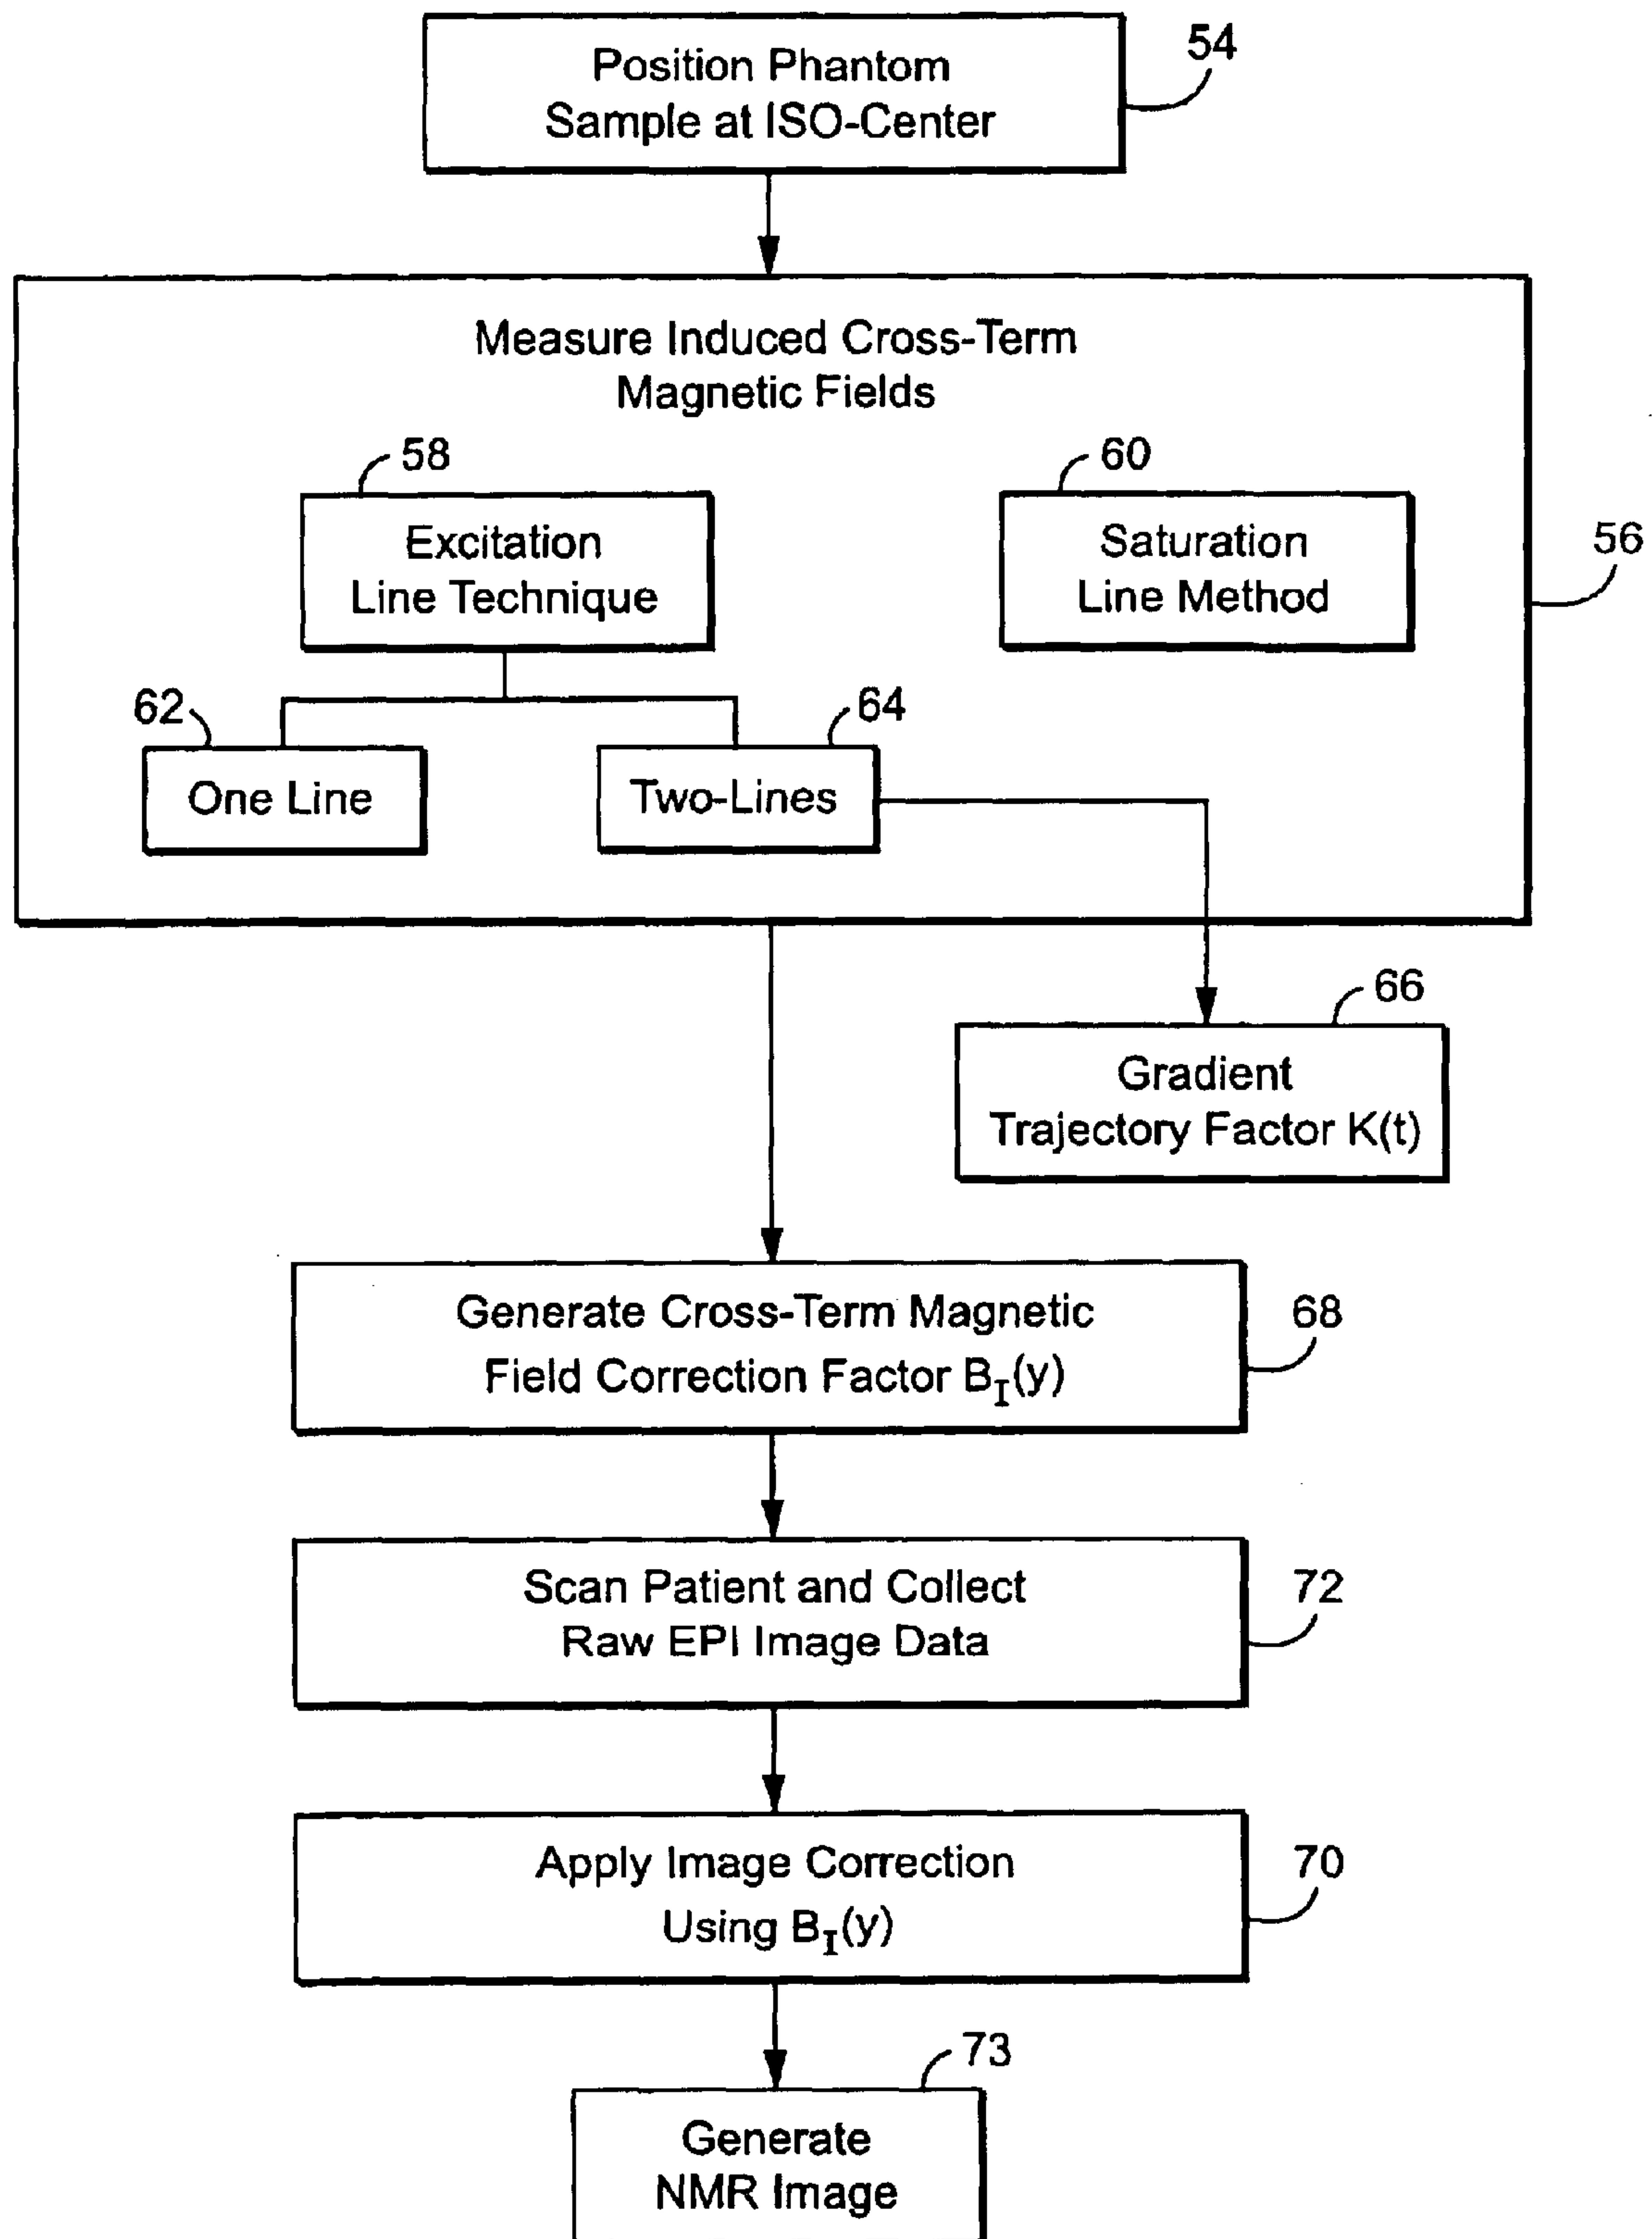 Position Phantom
Sample at ISO-Center
54
Measure Induced Cross-Term
Magnetic Fields
58
60
Excitation
Line Technique
Saturation
Line Method
56
62
64
One Line
Two-Lines
66
Gradient
Trajectory Factor K(t)
Generate Cross-Term Magnetic
Field Correction Factor B_I(y)
68
Scan Patient and Collect
Raw EPI Image Data
72
Apply Image Correction
Using B_I(y)
70
73
Generate
NMR Image